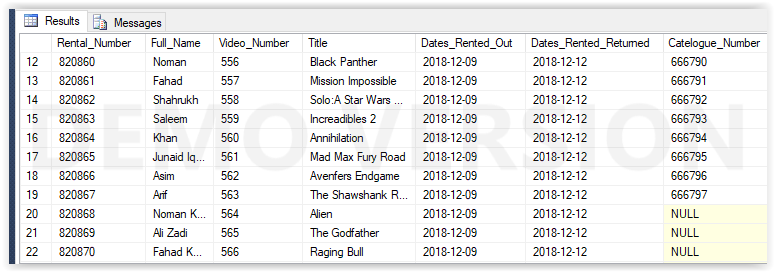 Results Messages
Rental_Number Full_Name Video_Number Title Dates_Rented_Out Dates_Rented_Returned Catelogue_Number
12 820860 Noman 556 Black Panther 2018-12-09 2018-12-12 666790
13 820861 Fahad 557 Mission Impossible 2018-12-09 2018-12-12 666791
14 820862 Shahrukh 558 Solo:A Star Wars ... 2018-12-09 2018-12-12 666792
15 820863 Saleem 559 Increadibles 2 2018-12-09 2018-12-12 666793
16 820864 Khan 560 Annihilation 2018-12-09 2018-12-12 666794
17 820865 Junaid Iq... 561 Mad Max Fury Road 2018-12-09 2018-12-12 666795
18 820866 Asim 562 Avenfers Endgame 2018-12-09 2018-12-12 666796
19 820867 Arif 563 The Shawshank R... 2018-12-09 2018-12-12 666797
20 820868 Noman K... 564 Alien 2018-12-09 2018-12-12 NULL
21 820869 Ali Zadi 565 The Godfather 2018-12-09 2018-12-12 NULL
22 820870 Fahad K... 566 Raging Bull 2018-12-09 2018-12-12 NULL
DEMO VERSION